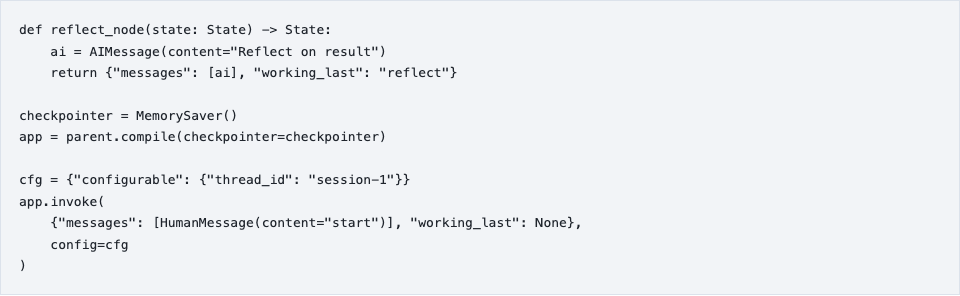 def reflect_node(state: State) -> State:
    ai = AIMessage(content="Reflect on result")
    return {"messages": [ai], "working_last": "reflect"}

checkpointer = MemorySaver()
app = parent.compile(checkpointer=checkpointer)

cfg = {"configurable": {"thread_id": "session-1"}}
app.invoke(
    {"messages": [HumanMessage(content="start")], "working_last": None},
    config=cfg
)